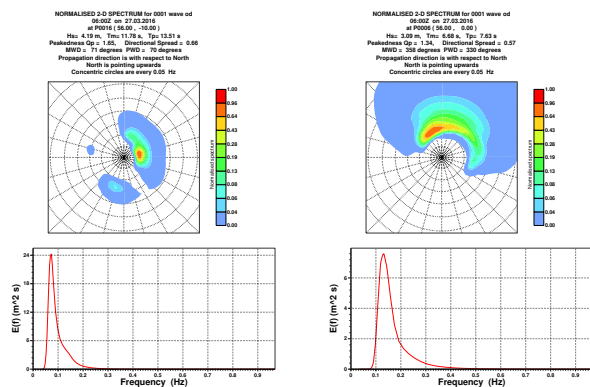 NORMALISED 2-D SPECTRUM for 0001 wave od
06:00Z on 27.03.2016
at P0016 ( 56.00, -10.00 )
Hs= 4.19 m, Tm= 11.78 s, Tp= 13.51 s
Peakedness Qp = 1.65, Directional Spread = 0.66
MWD = 71 degrees PWD = 70 degrees
Propagation direction is with respect to North
North is pointing upwards
Concentric circles are every 0.05 Hz
1.00
0.96
0.64
0.43
0.28
0.19
0.13
0.08
0.06
0.04
0.00
Normalised spectrum
24
18
12
6
0
E(f) (m^2 s)
0 0.1 0.2 0.3 0.4 0.5 0.6 0.7 0.8 0.9
Frequency (Hz)
NORMALISED 2-D SPECTRUM for 0001 wave od
06:00Z on 27.03.2016
at P0006 ( 56.00, 0.00 )
Hs= 3.09 m, Tm= 6.68 s, Tp= 7.63 s
Peakedness Qp = 1.34, Directional Spread = 0.57
MWD = 358 degrees PWD = 330 degrees
Propagation direction is with respect to North
North is pointing upwards
Concentric circles are every 0.05 Hz
1.00
0.96
0.64
0.43
0.28
0.19
0.13
0.08
0.06
0.04
0.00
Normalised spectrum
6
4
2
0
E(f) (m^2 s)
0 0.1 0.2 0.3 0.4 0.5 0.6 0.7 0.8 0.9
Frequency (Hz)